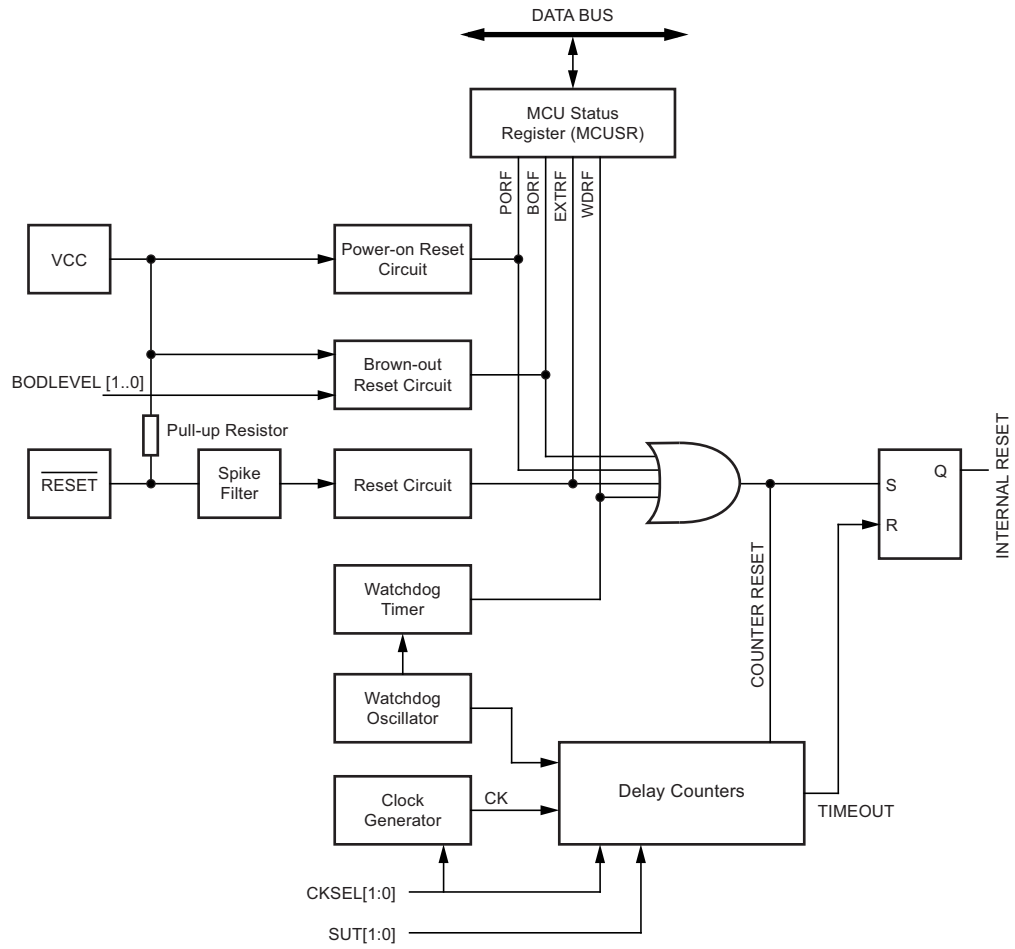 DATA BUS
MCU Status
Register (MCUSR)
PORF
BORF
EXTRF
WDRF
VCC
Power-on Reset
Circuit
Brown-out
Reset Circuit
BODLEVEL [1..0]
Pull-up Resistor
RESET
Spike
Filter
Reset Circuit
S
R
Q
INTERNAL RESET
Watchdog
Timer
COUNTER RESET
Watchdog
Oscillator
Clock
Generator
CK
Delay Counters
TIMEOUT
CKSEL[1:0]
SUT[1:0]